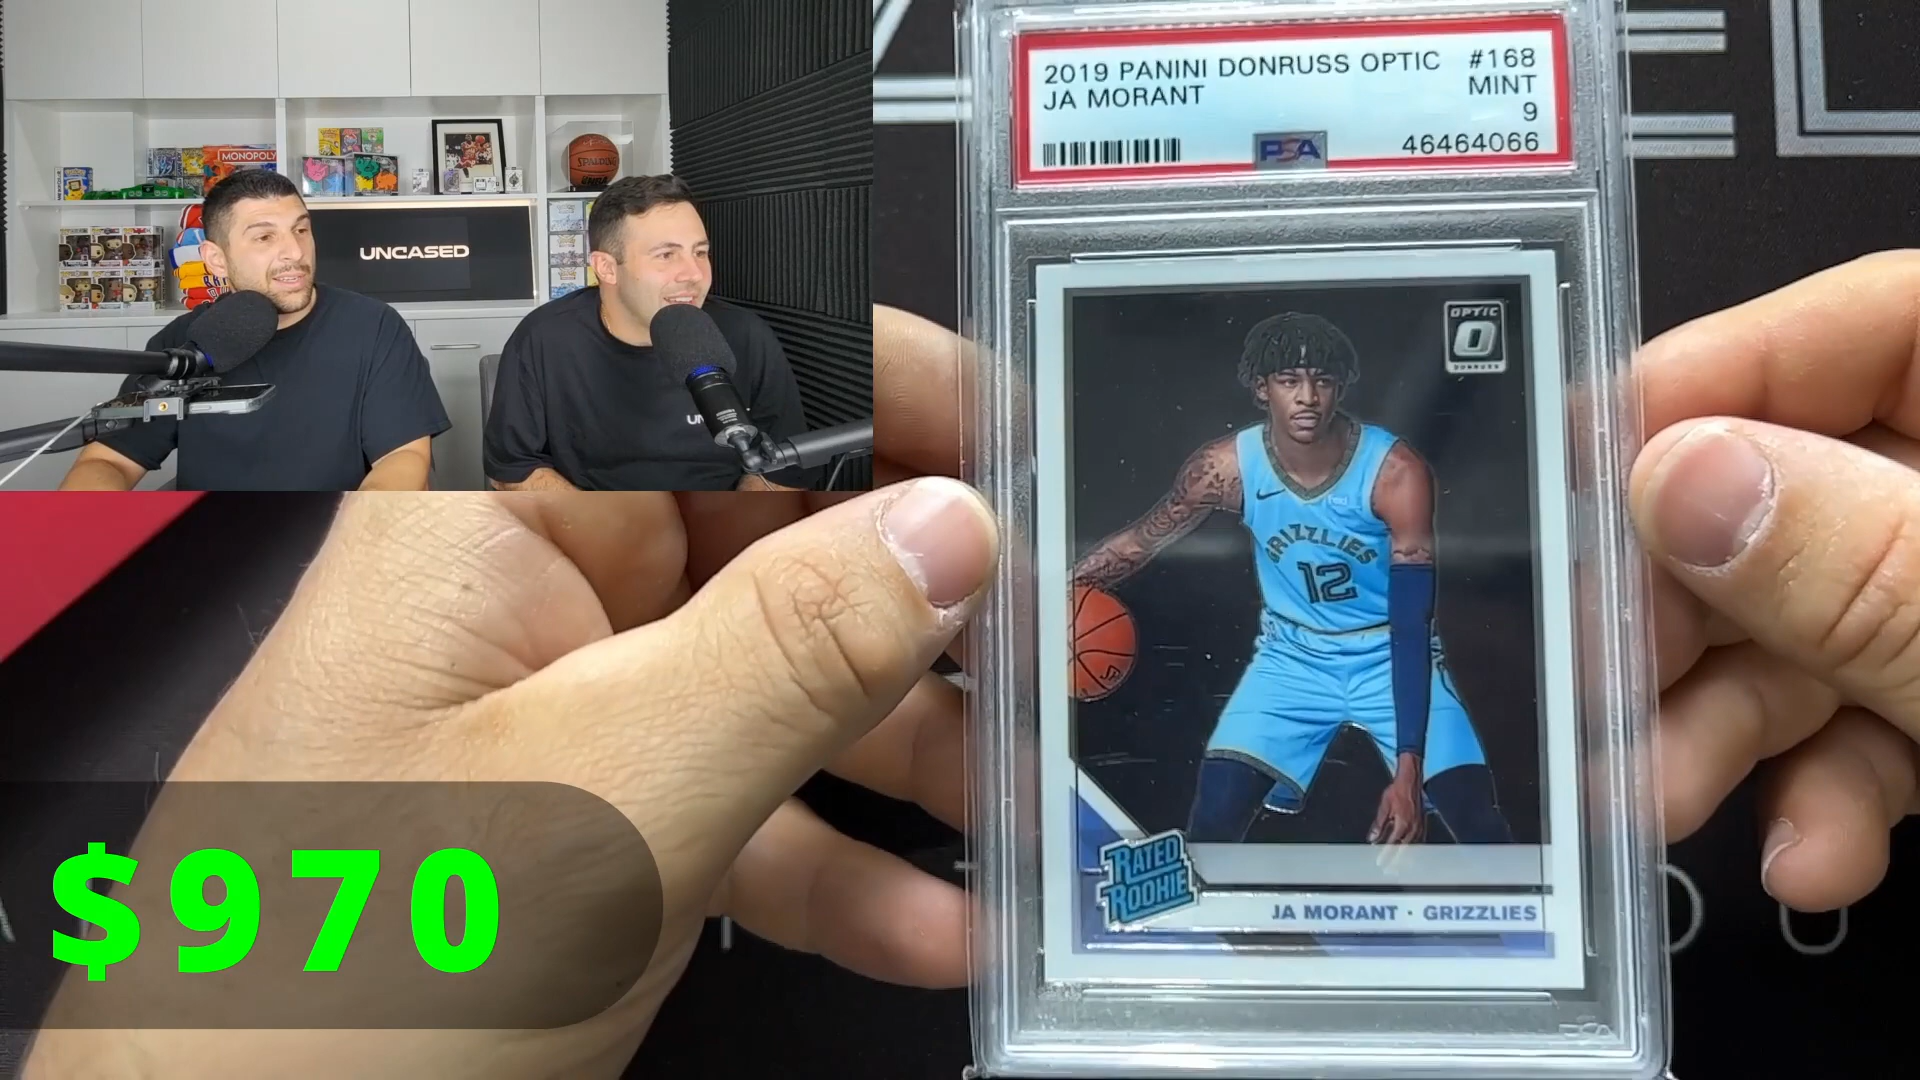 MONOPOLY
SPALDING
UNCASED
UN
$970
2019 PANINI DONRUSS OPTIC #168
JA MORANT MINT
9
PSA 46464066
OPTIC
O
DONRUSS
GRIZZLIES
12
RATED
ROOKIE
JA MORANT · GRIZZLIES